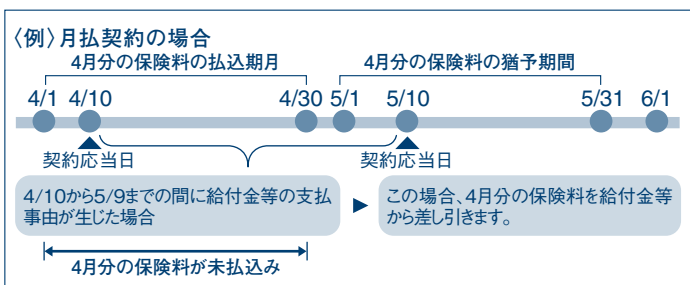 〈例〉月払契約の場合
4月分の保険料の払込期月 4月分の保険料の猶予期間
4/1 4/10 4/30 5/1 5/10 5/31 6/1
契約応当日 契約応当日
4/10から5/9までの間に給付金等の支払
事由が生じた場合
この場合、4月分の保険料を給付金等
から差し引きます。
4月分の保険料が未払込み